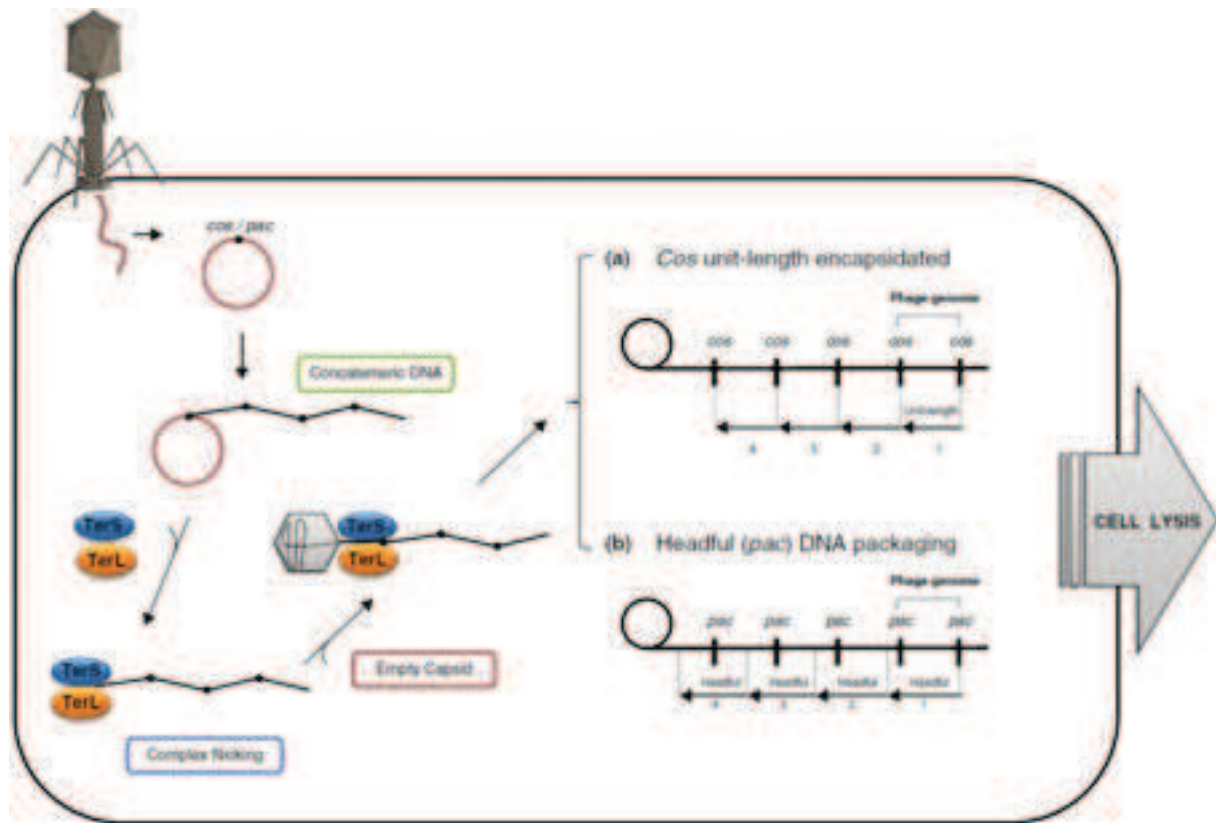 cos / pac
Concatemeric DNA
TerS
TerL
TerS
TerL
Complex Nicking
TerS
TerL
Empty Capsid
(a) Cos unit-length encapsidated
Phage genome
cos cos cos cos cos
Unit-length
4 3 2 1
(b) Headful (pac) DNA packaging
Phage genome
pac pac pac pac pac
Headful Headful Headful Headful
4 3 2 1
CELL LYSIS